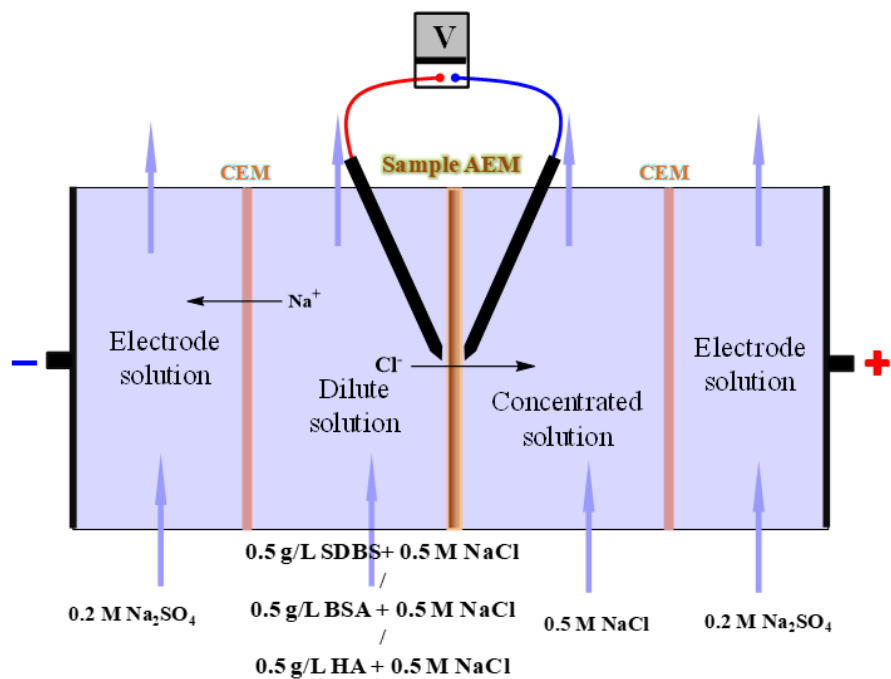 V
Sample AEM
CEM
CEM
Na⁺
Electrode
solution
Cl⁻
Dilute
solution
Concentrated
solution
Electrode
solution
−
+
0.5 g/L SDBS+ 0.5 M NaCl
/
0.5 g/L BSA + 0.5 M NaCl
/
0.5 g/L HA + 0.5 M NaCl
0.2 M Na₂SO₄
0.5 M NaCl
0.2 M Na₂SO₄